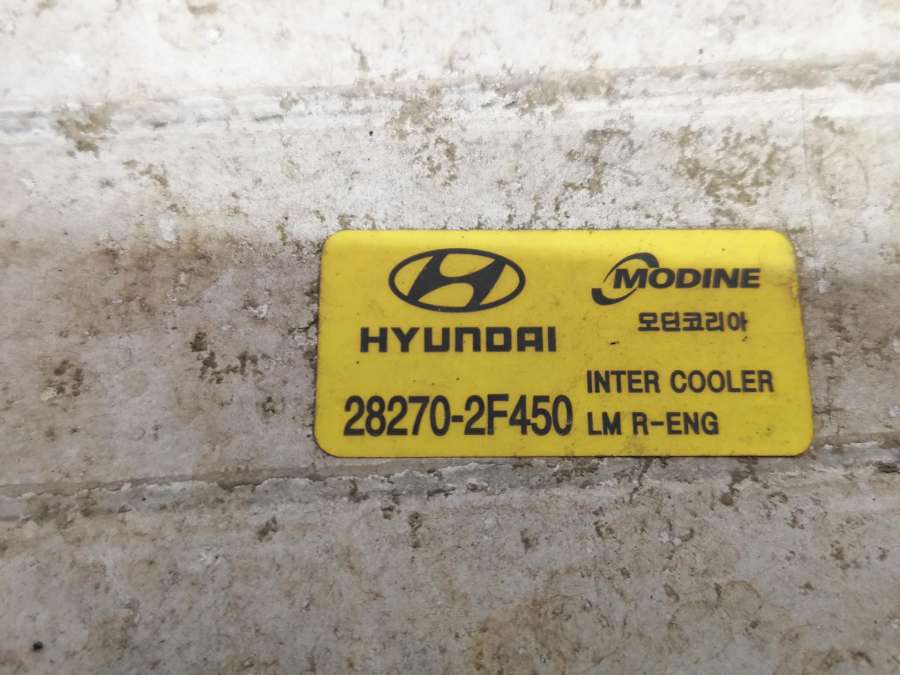 HYUNDAI
MODINE
모딘코리아
28270-2F450
INTER COOLER
LM R-ENG